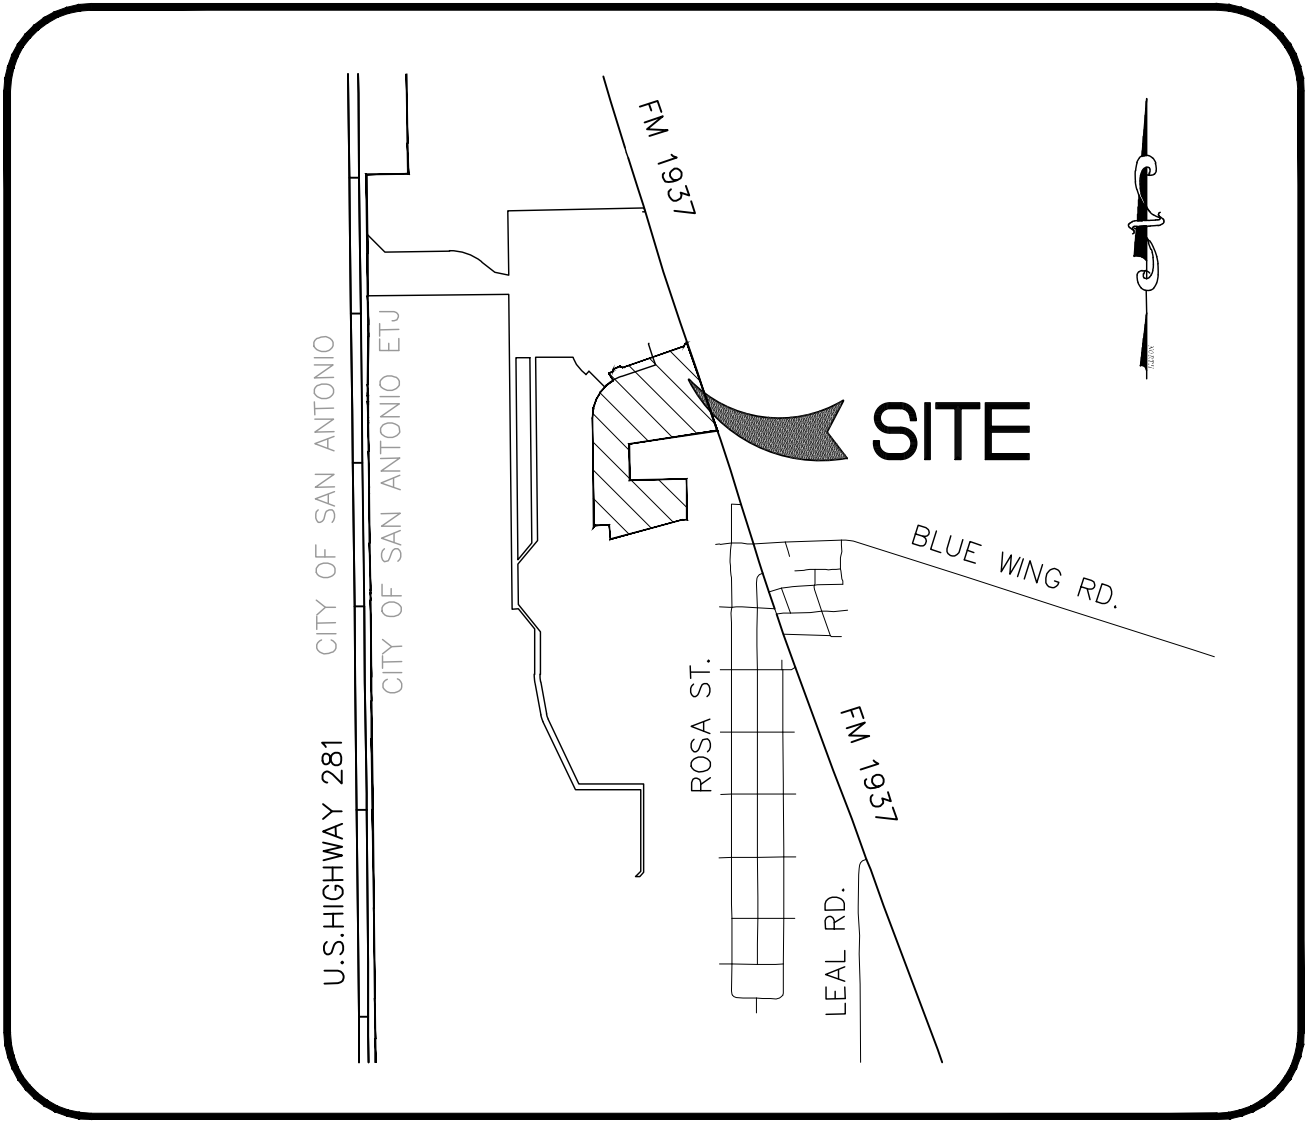 FM 1937
CITY OF SAN ANTONIO
CITY OF SAN ANTONIO ETJ
SITE
BLUE WING RD.
ROSA ST.
FM 1937
U.S.HIGHWAY 281
LEAL RD.